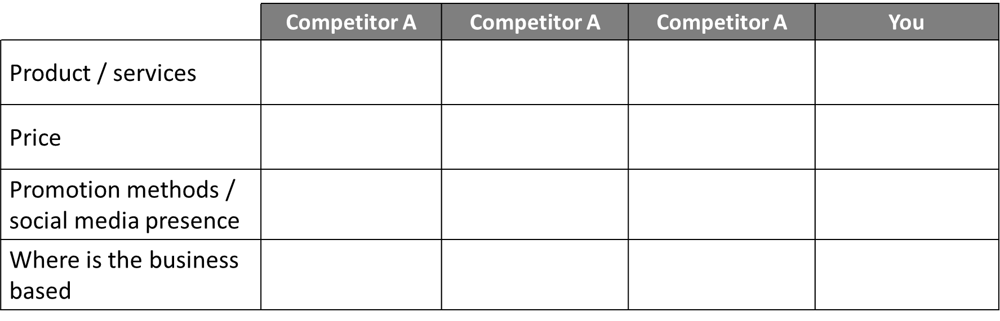 Competitor A Competitor A Competitor A You
Product / services
Price
Promotion methods /
social media presence
Where is the business
based